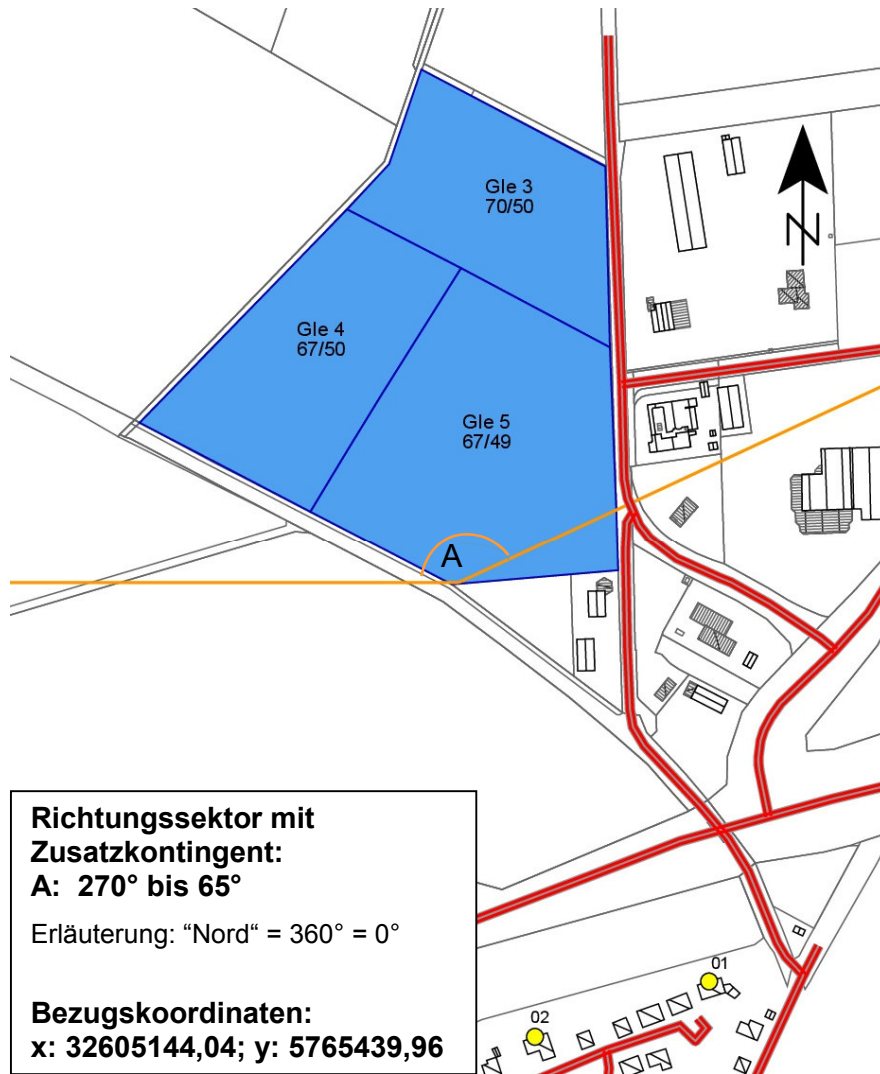 Gle 3
70/50
N
Gle 4
67/50
Gle 5
67/49
A
Richtungssektor mit
Zusatzkontingent:
A: 270° bis 65°
Erläuterung: “Nord“ = 360° = 0°
Bezugskoordinaten:
x: 32605144,04; y: 5765439,96
01
02